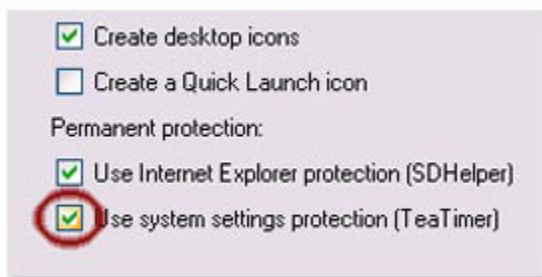 Create desktop icons
Create a Quick Launch icon
Permanent protection:
Use Internet Explorer protection (SDHelper)
Use system settings protection (TeaTimer)